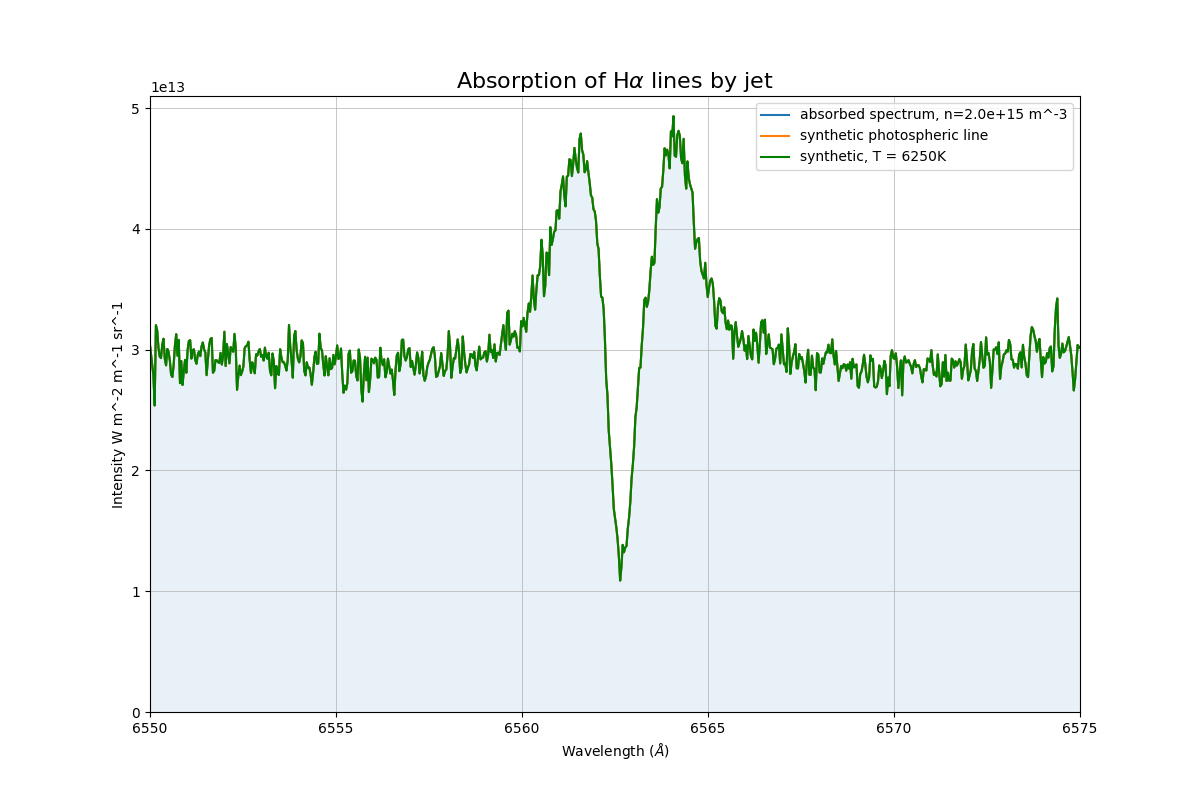 Absorption of Hα lines by jet
1e13
absorbed spectrum, n=2.0e+15 m^-3
synthetic photospheric line
synthetic, T = 6250K
5
4
3
2
1
0
Intensity W m^-2 m^-1 sr^-1
6550 6555 6560 6565 6570 6575
Wavelength (Å)